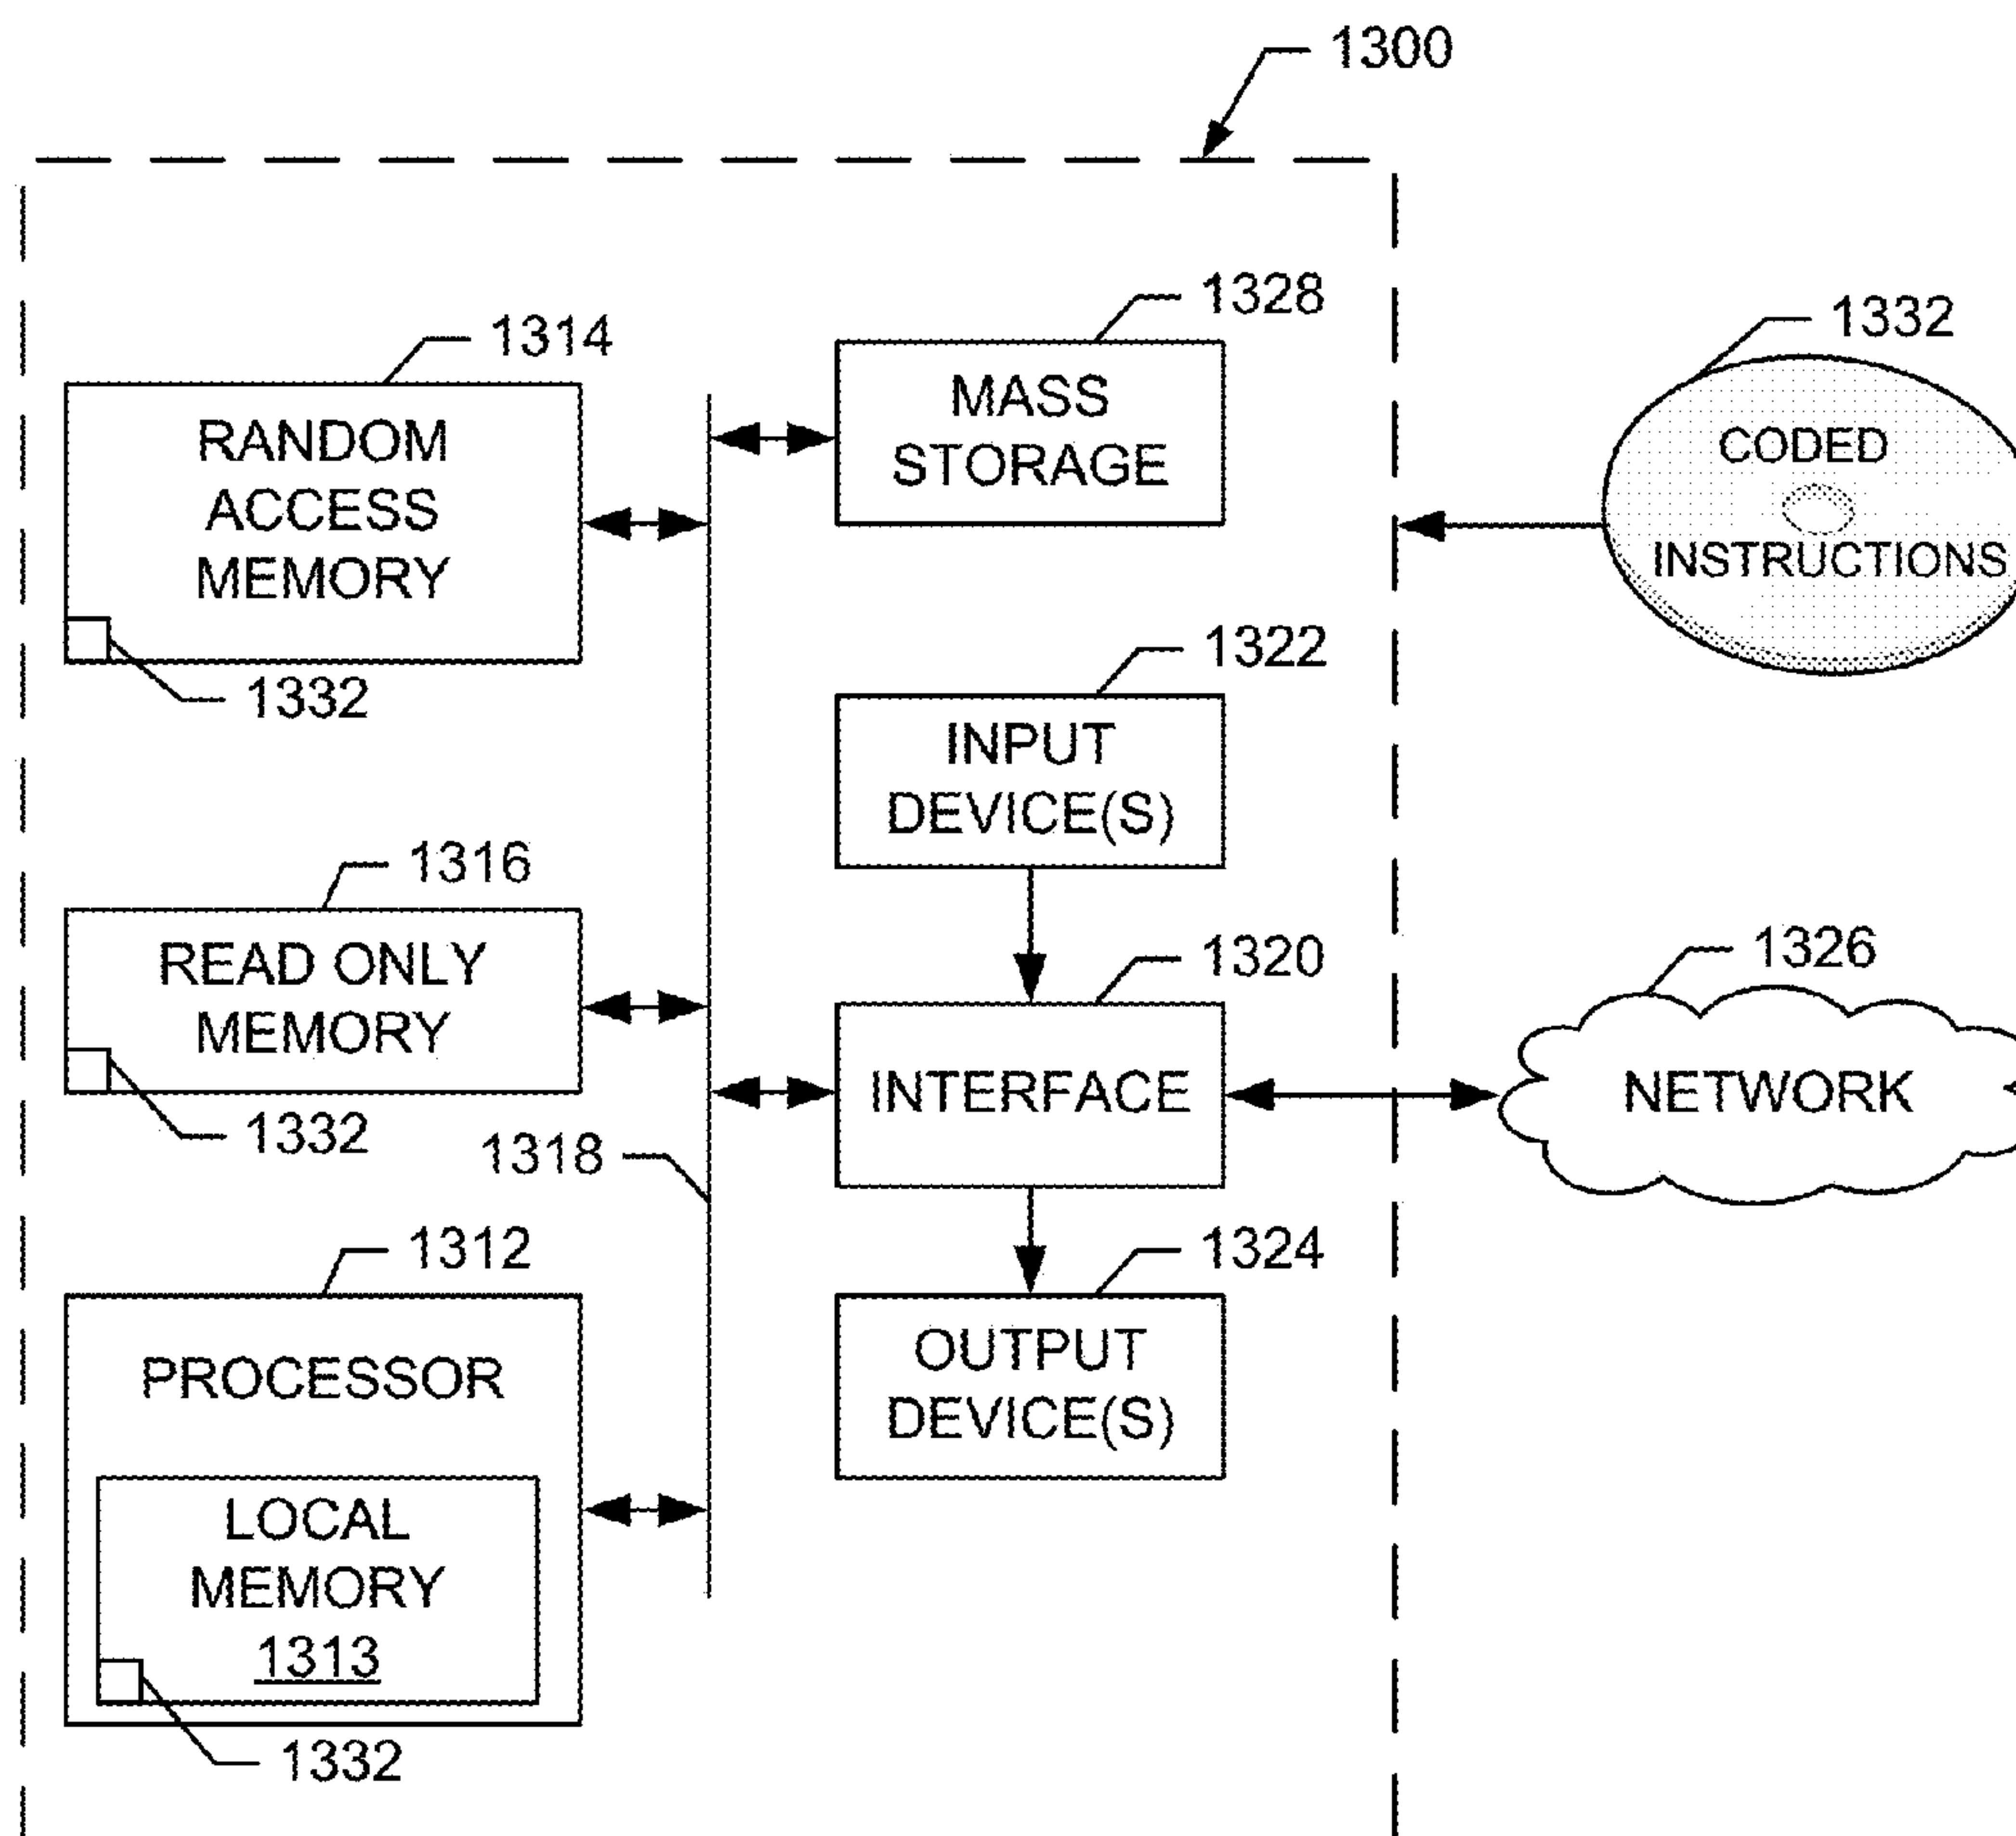 1300
1328
1314
1332
MASS
STORAGE
RANDOM
ACCESS
MEMORY
CODED
INSTRUCTIONS
1332
1322
INPUT
DEVICE(S)
1316
READ ONLY
MEMORY
1320
1326
INTERFACE
NETWORK
1332
1318
1312
1324
PROCESSOR
OUTPUT
DEVICE(S)
LOCAL
MEMORY
1313
1332